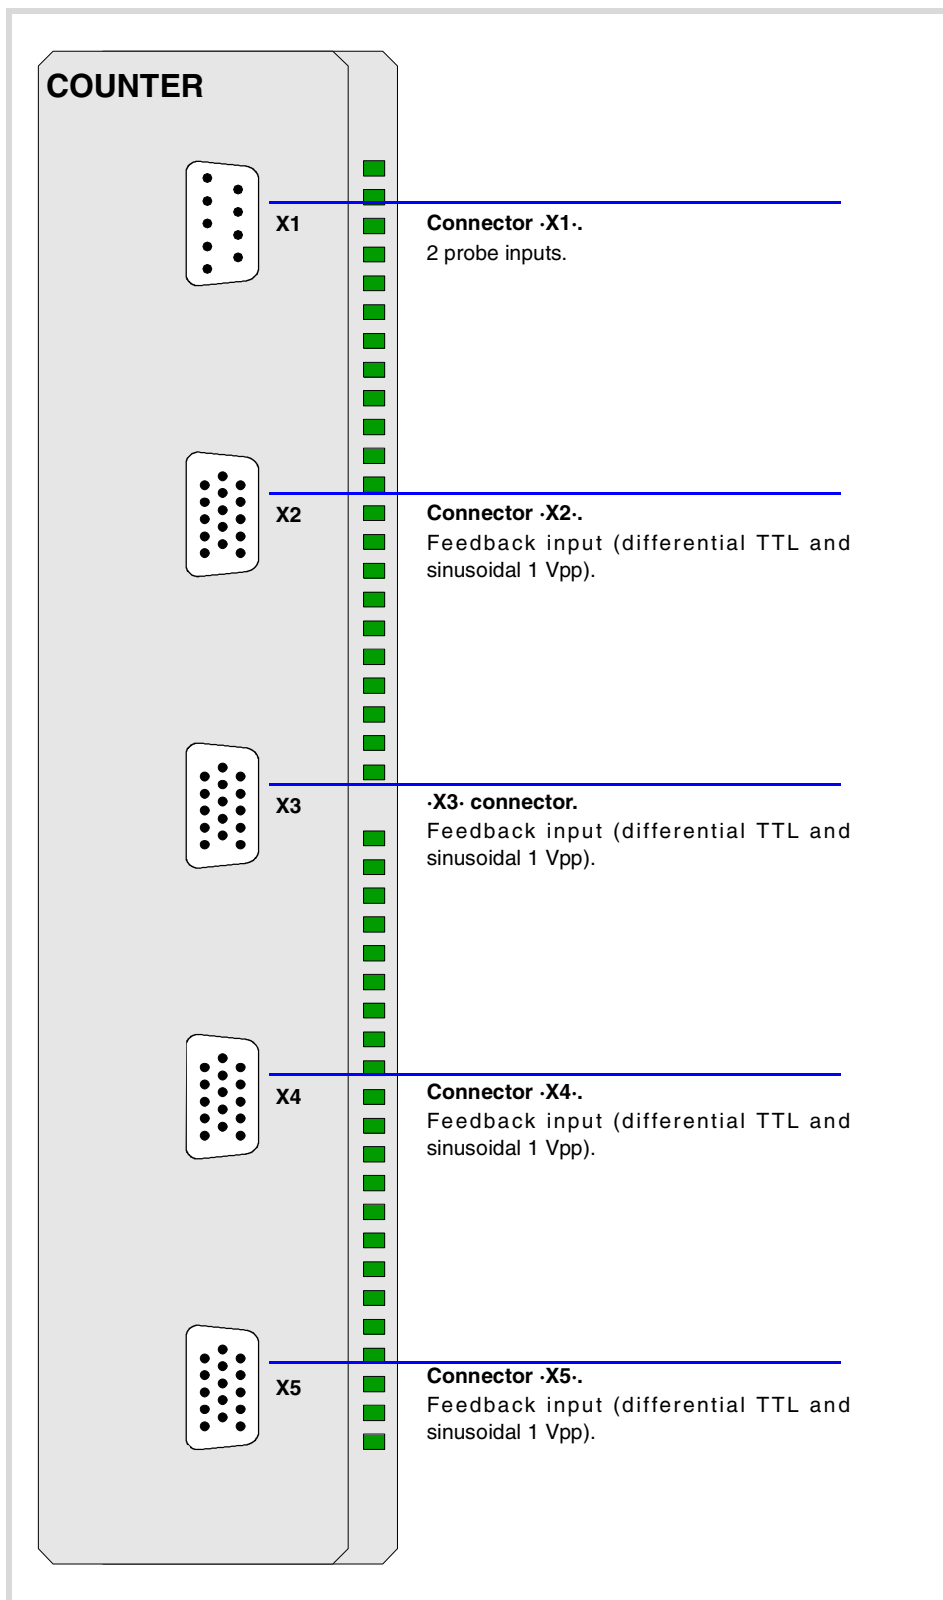 COUNTER
X1
Connector ·X1·.
2 probe inputs.
X2
Connector ·X2·.
Feedback input (differential TTL and
sinusoidal 1 Vpp).
X3
·X3· connector.
Feedback input (differential TTL and
sinusoidal 1 Vpp).
X4
Connector ·X4·.
Feedback input (differential TTL and
sinusoidal 1 Vpp).
X5
Connector ·X5·.
Feedback input (differential TTL and
sinusoidal 1 Vpp).